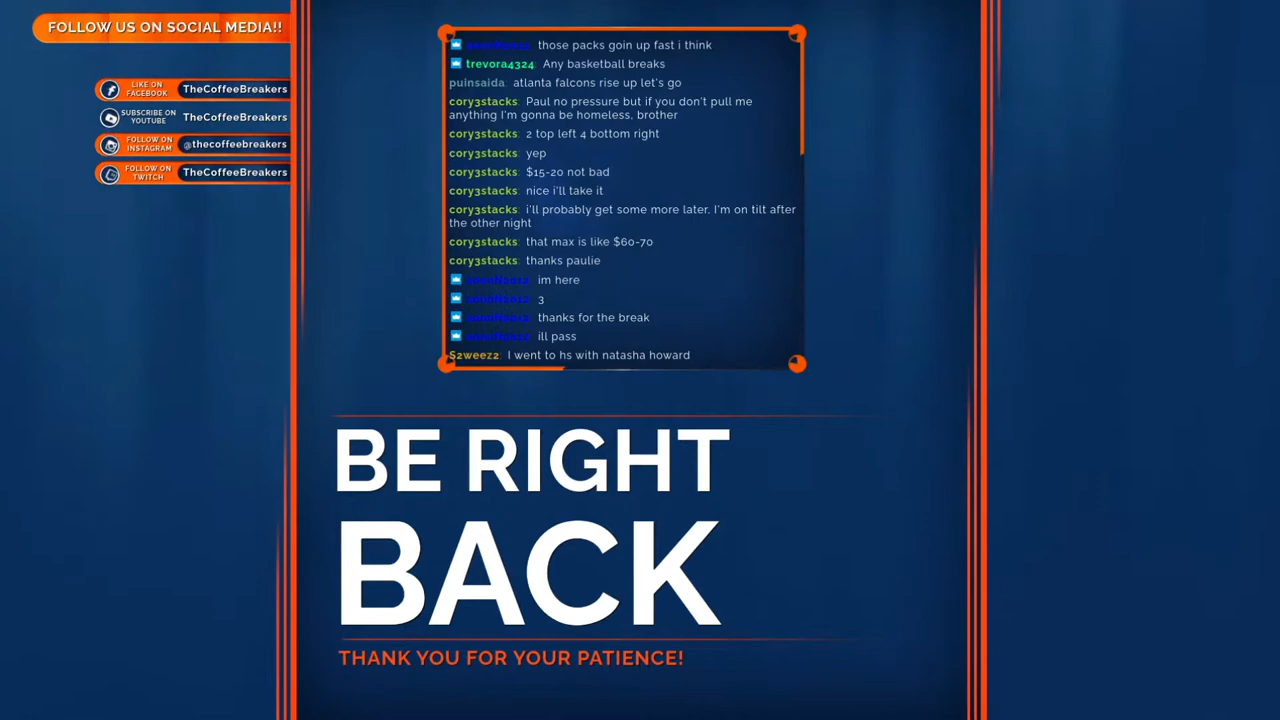 FOLLOW US ON SOCIAL MEDIA!!
LIKE ON
FACEBOOK
TheCoffeeBreakers
SUBSCRIBE ON
YOUTUBE
TheCoffeeBreakers
FOLLOW ON
INSTAGRAM
@thecoffeebreakers
FOLLOW ON
TWITCH
TheCoffeeBreakers
those packs goin up fast i think
trevora4324: Any basketball breaks
puinsaida: atlanta falcons rise up let's go
cory3stacks: Paul no pressure but if you don't pull me
anything I'm gonna be homeless, brother
cory3stacks: 2 top left 4 bottom right
cory3stacks: yep
cory3stacks: $15-20 not bad
cory3stacks: nice i'll take it
cory3stacks: i'll probably get some more later, I'm on tilt after
the other night
cory3stacks: that max is like $60-70
cory3stacks: thanks paulie
im here
3
thanks for the break
ill pass
S2weez2: I went to hs with natasha howard
BE RIGHT
BACK
THANK YOU FOR YOUR PATIENCE!